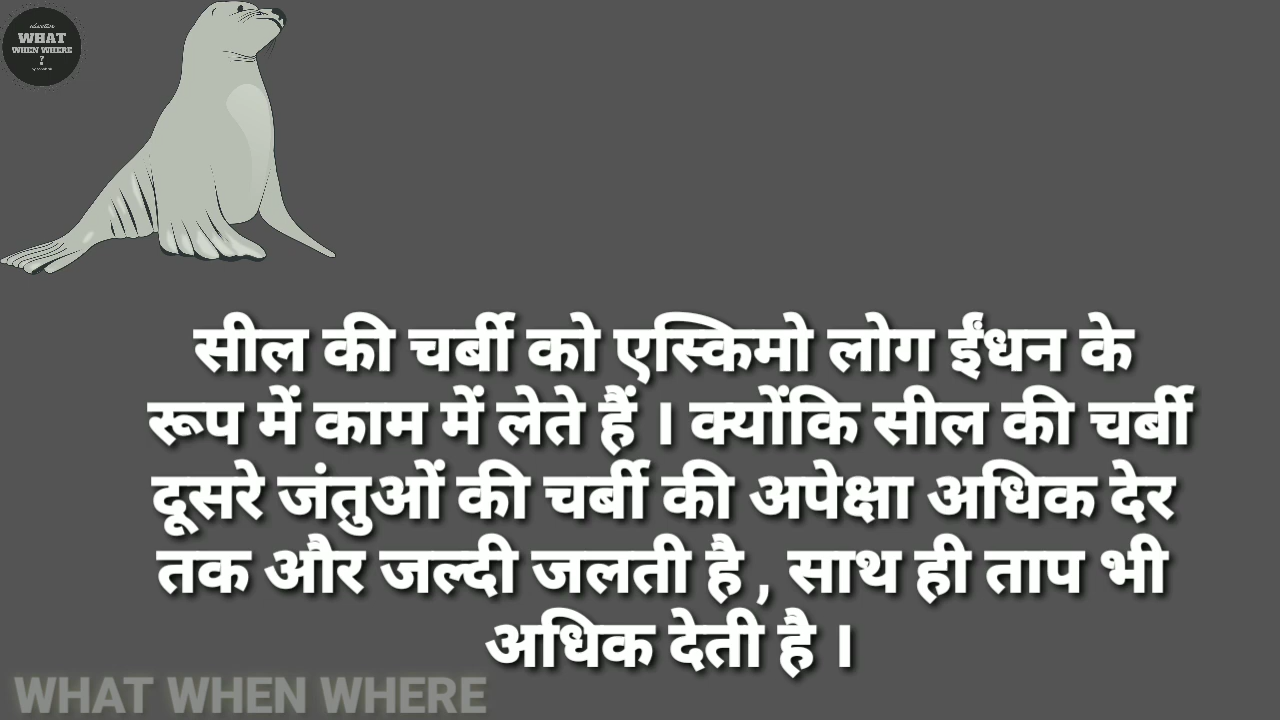 education
WHAT
WHEN WHERE
?
सील की चर्बी को एस्किमो लोग ईंधन के
रूप में काम में लेते हैं । क्योंकि सील की चर्बी
दूसरे जंतुओं की चर्बी की अपेक्षा अधिक देर
तक और जल्दी जलती है , साथ ही ताप भी
अधिक देती है ।
WHAT WHEN WHERE